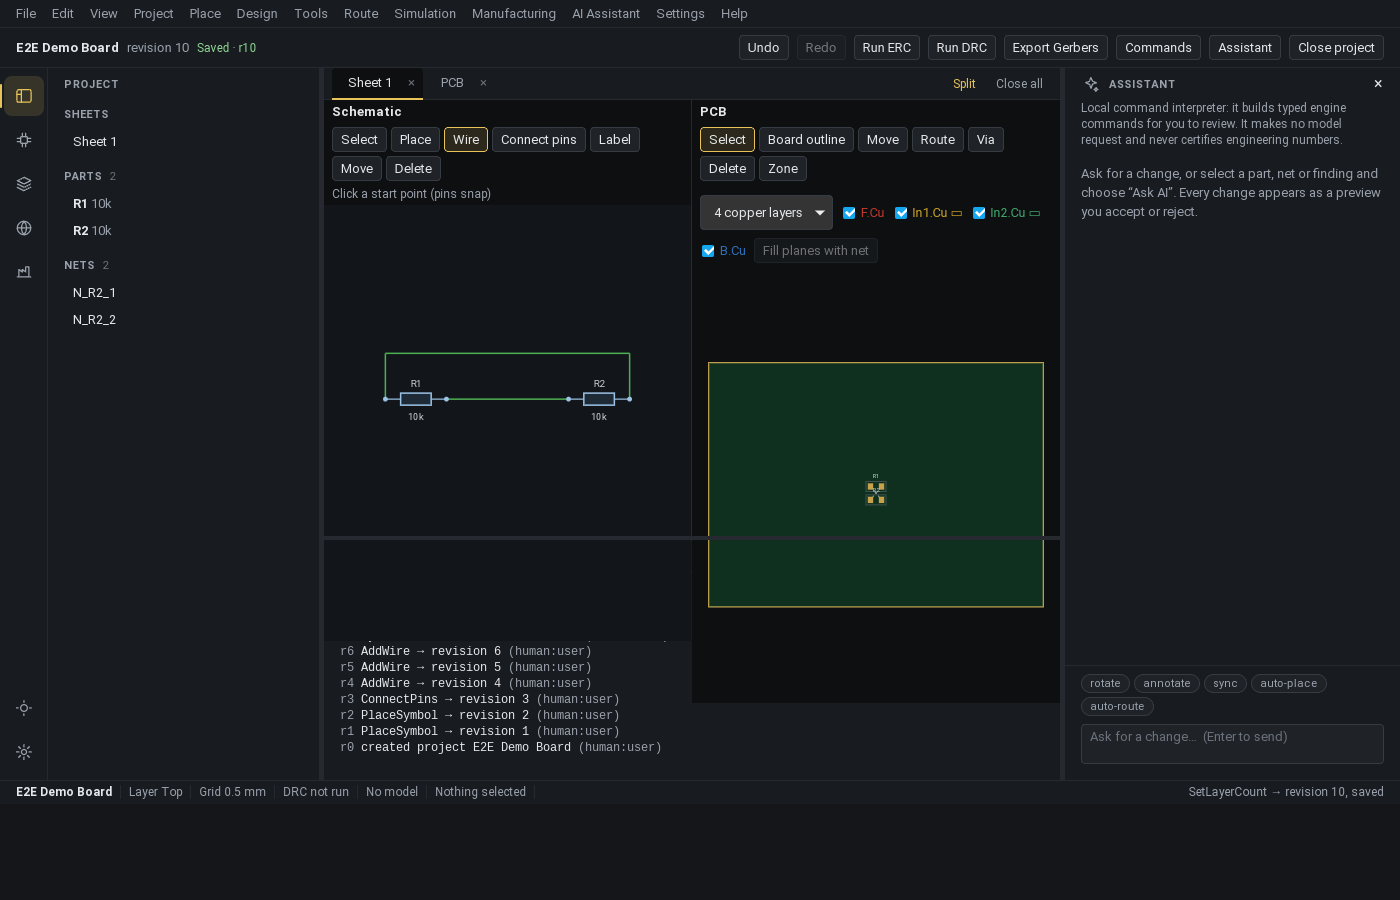 File Edit View Project Place Design Tools Route Simulation Manufacturing AI Assistant Settings Help
E2E Demo Board revision 10 Saved · r10 Undo Redo Run ERC Run DRC Export Gerbers Commands Assistant Close project
PROJECT
SHEETS
Sheet 1
PARTS 2
R1 10k
R2 10k
NETS 2
N_R2_1
N_R2_2
Sheet 1 × PCB × Split Close all
Schematic
Select Place Wire Connect pins Label
Move Delete
Click a start point (pins snap)
R1 R2
10k 10k
PCB
Select Board outline Move Route Via
Delete Zone
4 copper layers F.Cu In1.Cu In2.Cu
B.Cu Fill planes with net
R1
r6 AddWire → revision 6 (human:user)
r5 AddWire → revision 5 (human:user)
r4 AddWire → revision 4 (human:user)
r3 ConnectPins → revision 3 (human:user)
r2 PlaceSymbol → revision 2 (human:user)
r1 PlaceSymbol → revision 1 (human:user)
r0 created project E2E Demo Board (human:user)
ASSISTANT ×
Local command interpreter: it builds typed engine
commands for you to review. It makes no model
request and never certifies engineering numbers.
Ask for a change, or select a part, net or finding and
choose “Ask AI”. Every change appears as a preview
you accept or reject.
rotate annotate sync auto-place
auto-route
Ask for a change... (Enter to send)
E2E Demo Board Layer Top Grid 0.5 mm DRC not run No model Nothing selected SetLayerCount → revision 10, saved